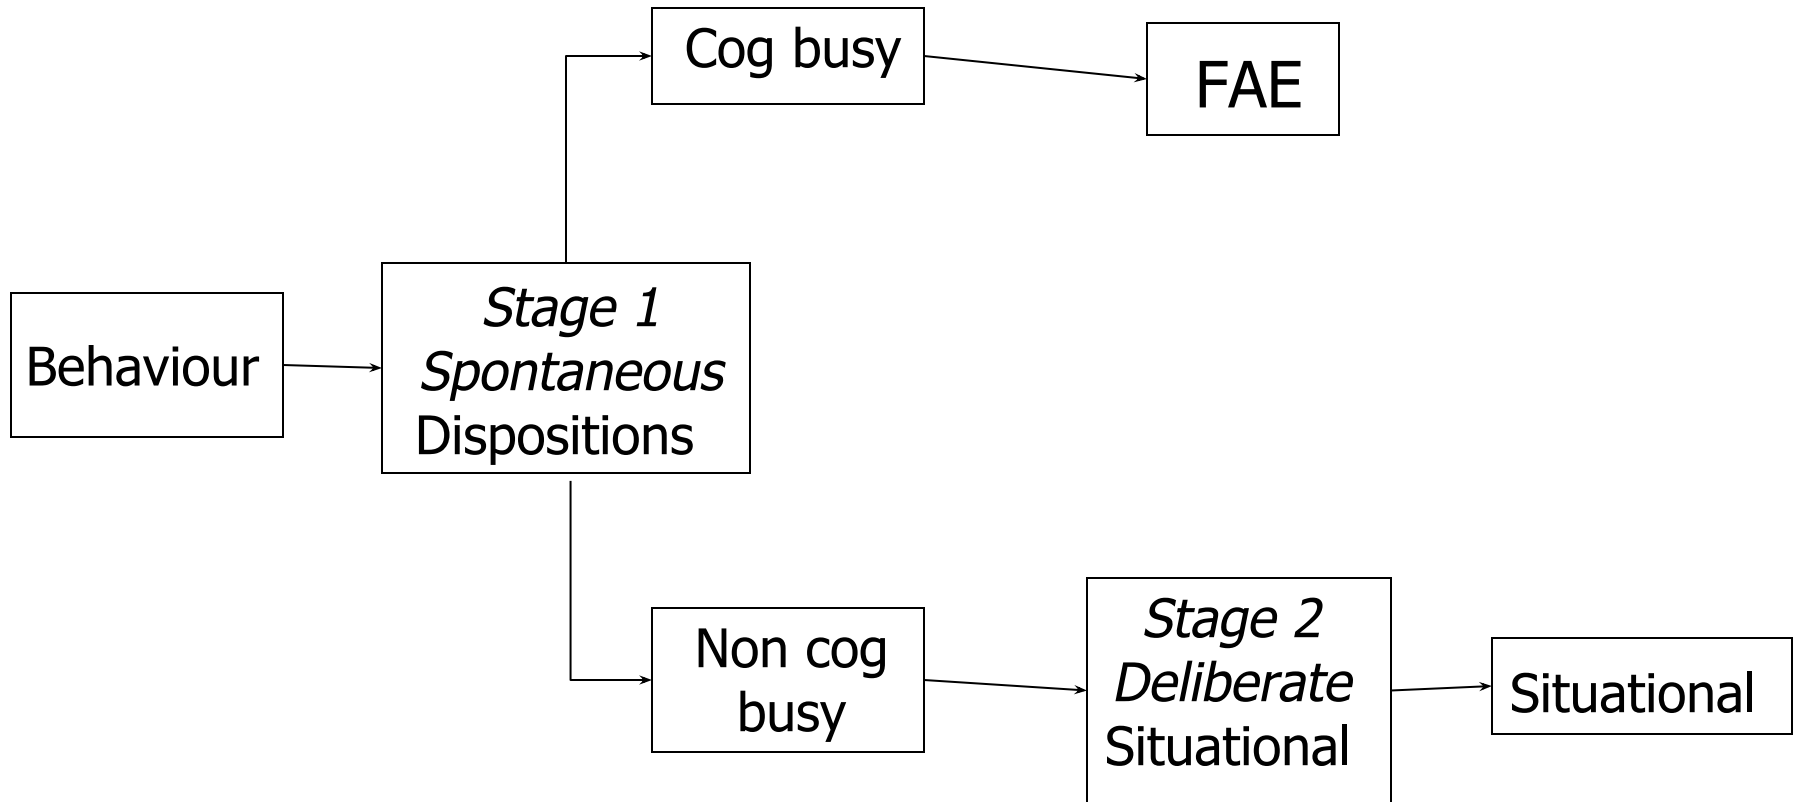 Cog busy
FAE
Behaviour
Stage 1
Spontaneous
Dispositions
Non cog
busy
Stage 2
Deliberate
Situational
Situational